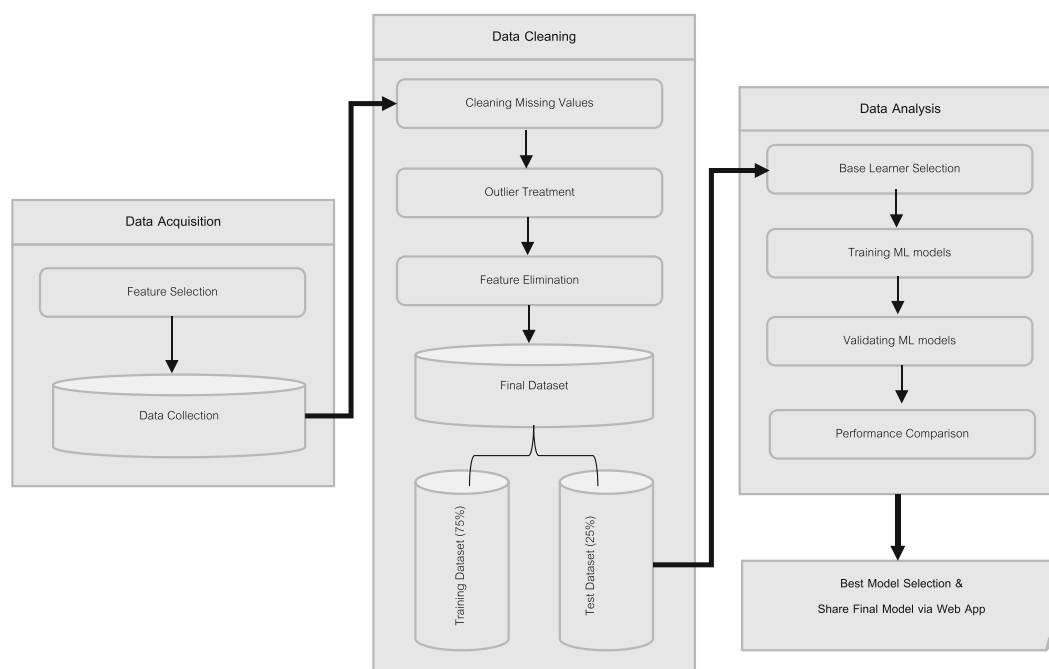 Data Acquisition
Feature Selection
Data Collection
Data Cleaning
Cleaning Missing Values
Outlier Treatment
Feature Elimination
Final Dataset
Training Dataset (75%)
Test Dataset (25%)
Data Analysis
Base Learner Selection
Training ML models
Validating ML models
Performance Comparison
Best Model Selection &
Share Final Model via Web App